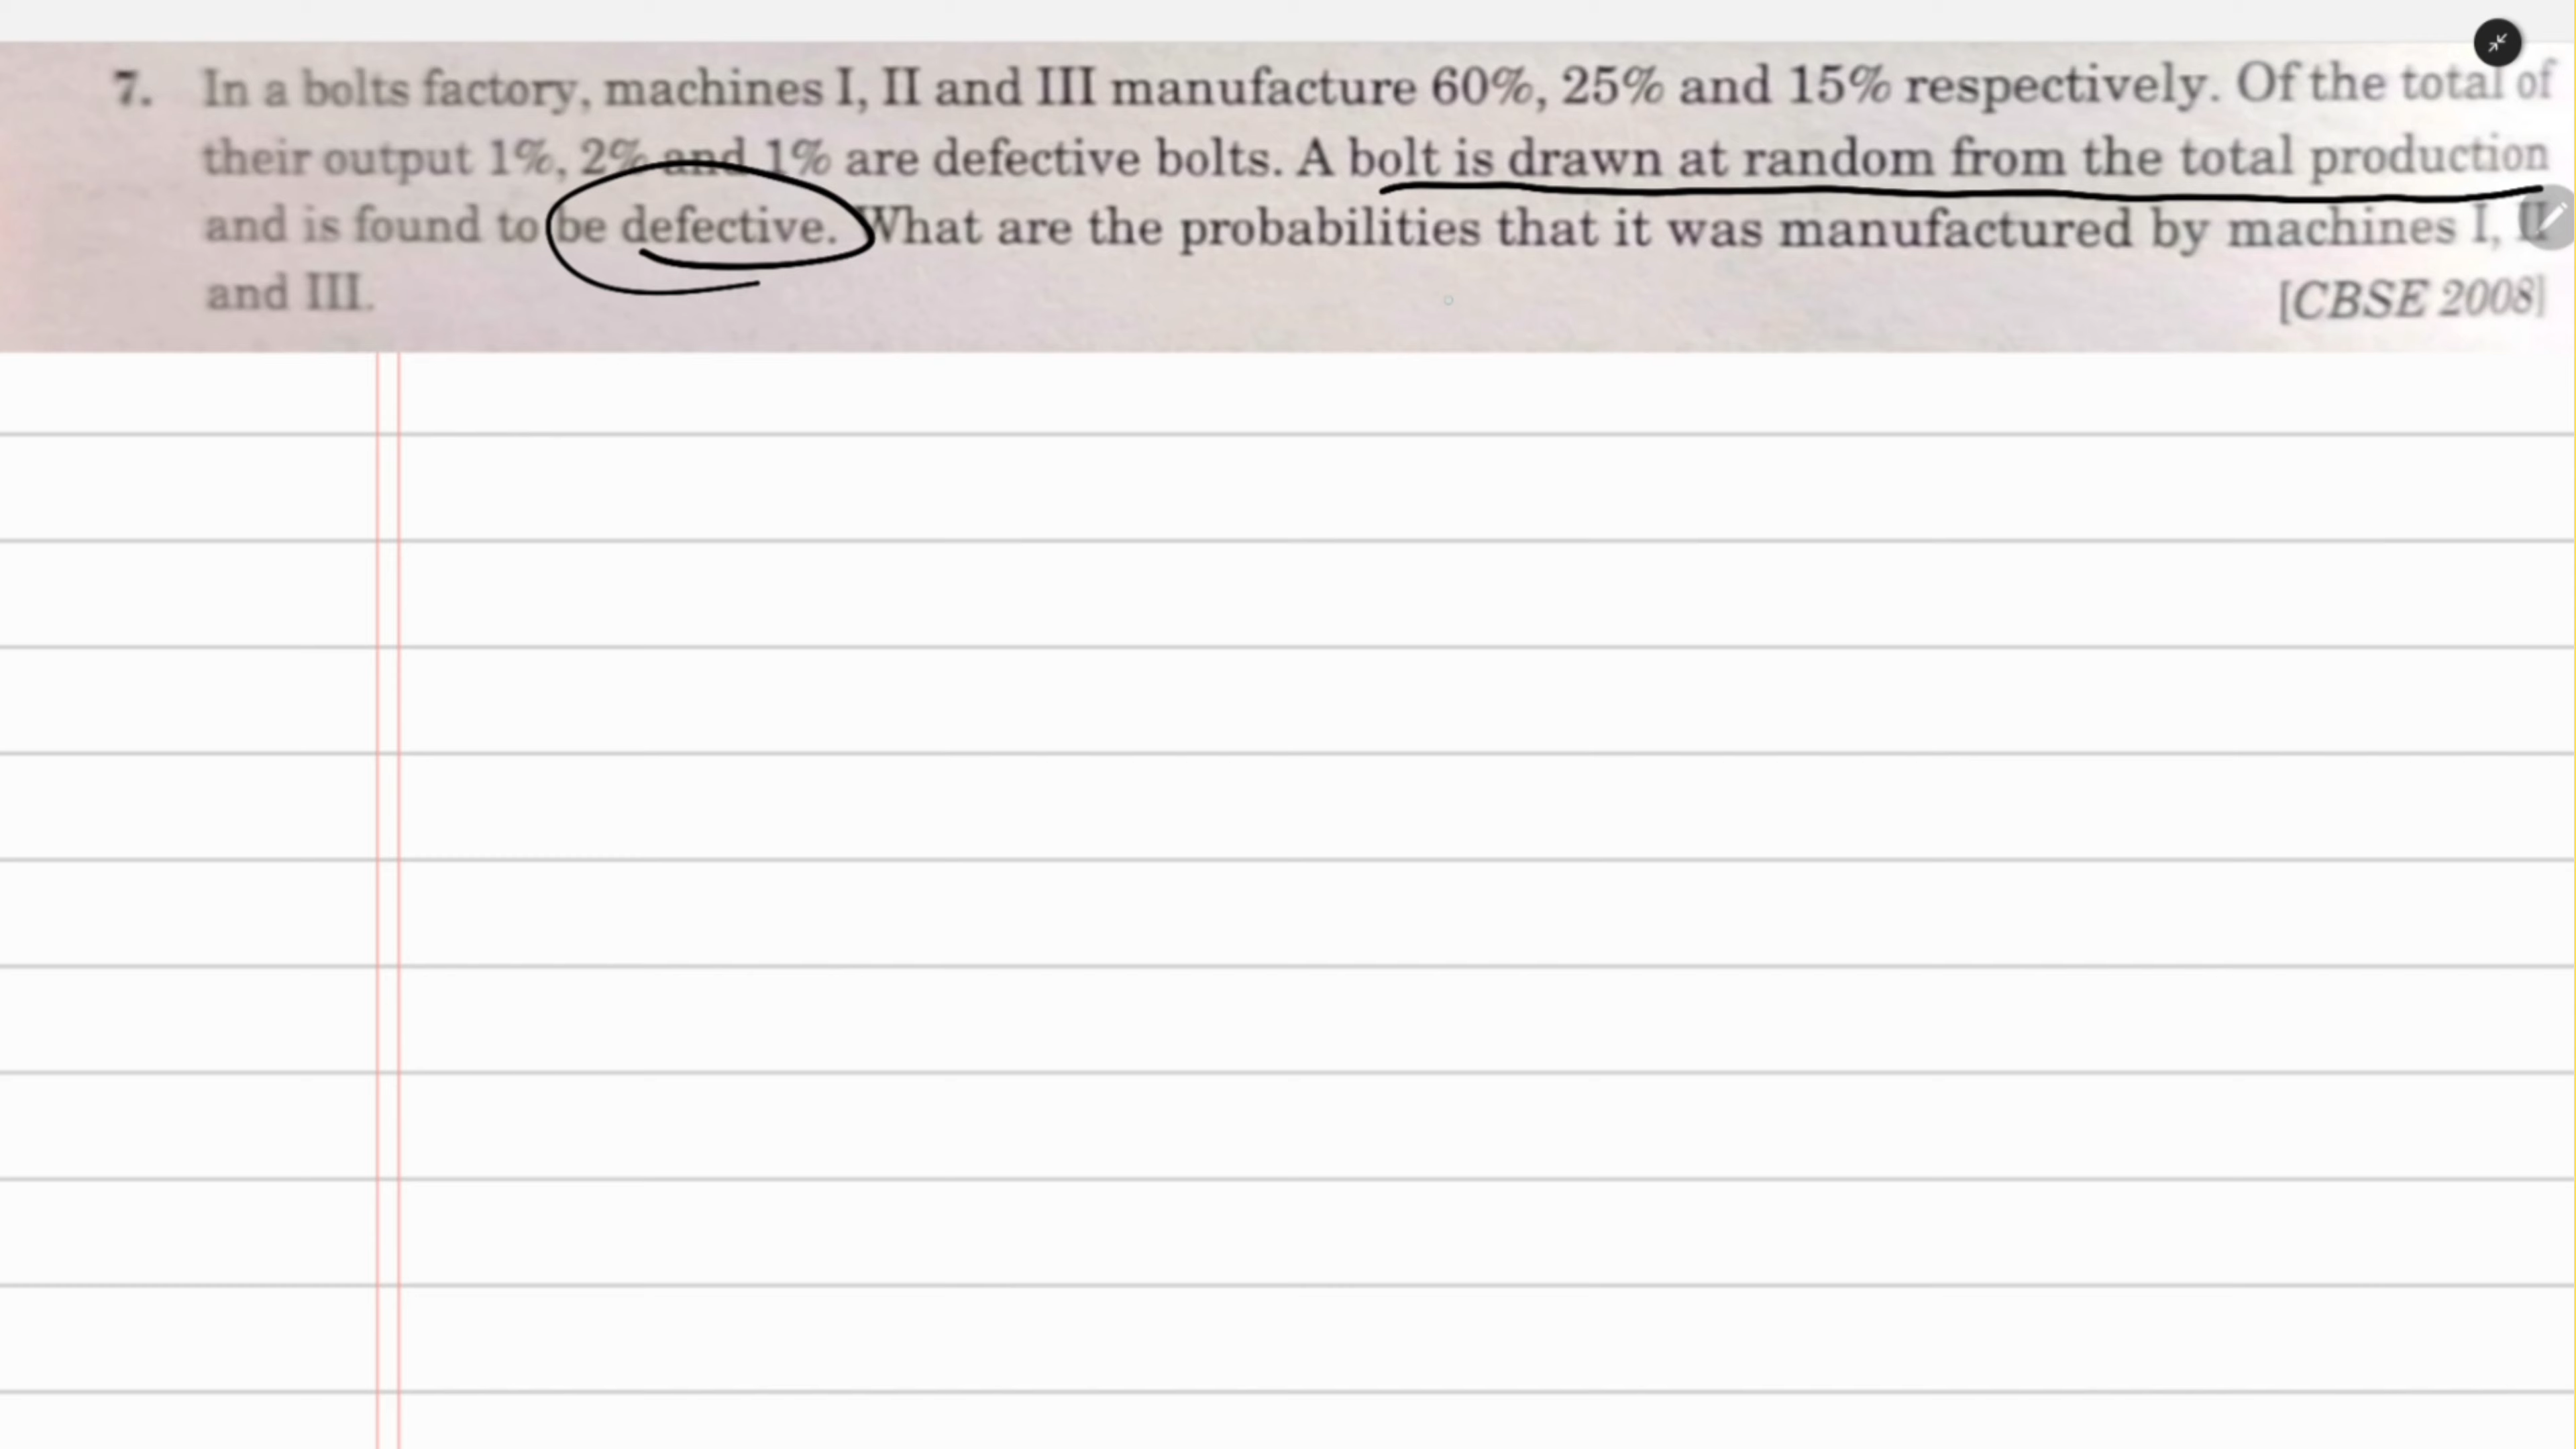 7. In a bolts factory, machines I, II and III manufacture 60%, 25% and 15% respectively. Of the total of
their output 1%, 2% and 1% are defective bolts. A bolt is drawn at random from the total production
and is found to be defective. What are the probabilities that it was manufactured by machines I, II
and III. [CBSE 2008]